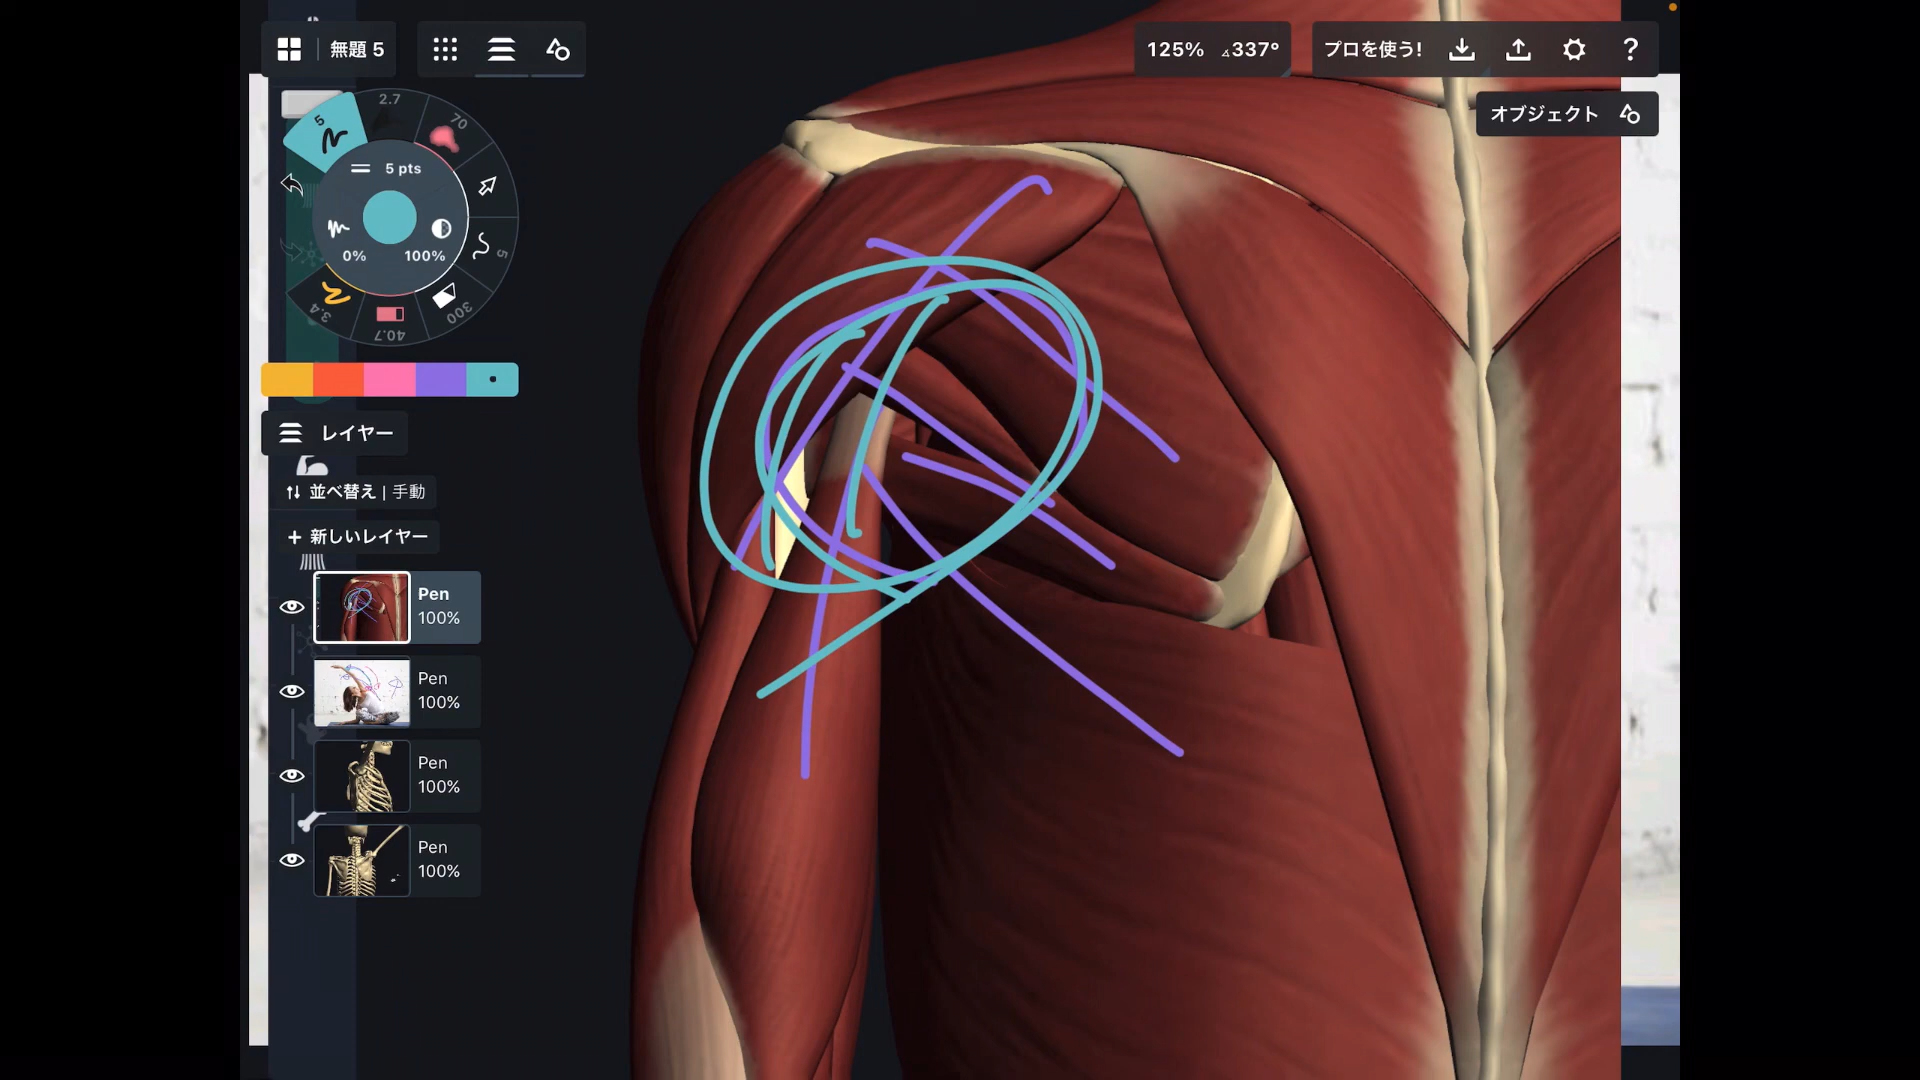 無題 5
125% ⊿337°
プロを使う!
?
オブジェクト
2.7
5
70
5 pts
5
0%
100%
3.4
40.7
300
レイヤー
並べ替え | 手動
+ 新しいレイヤー
Pen
100%
Pen
100%
Pen
100%
Pen
100%